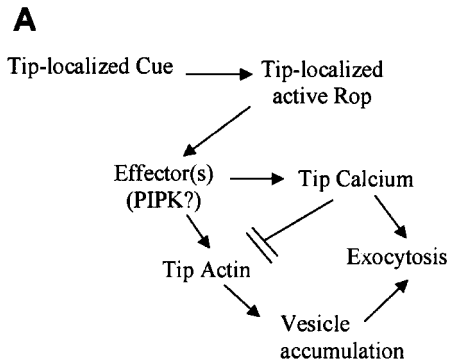 A
Tip-localized Cue
Tip-localized
active Rop
Effector(s)
(PIPK?)
Tip Calcium
Tip Actin
Exocytosis
Vesicle
accumulation